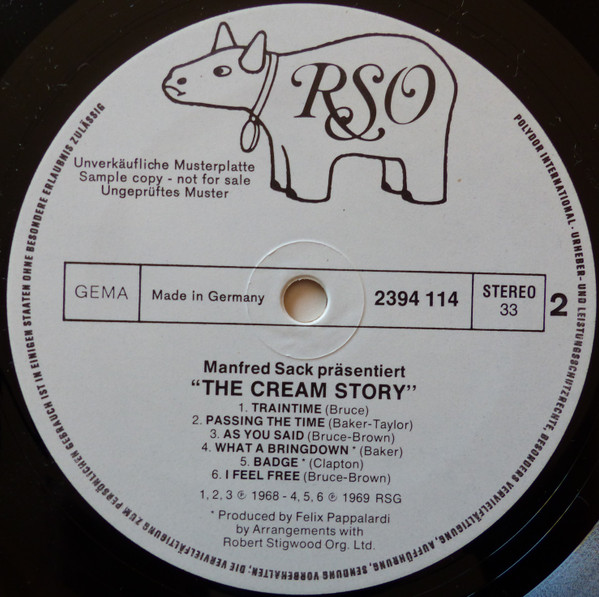 RSO
Unverkäufliche Musterplatte
Sample copy - not for sale
Ungeprüftes Muster
GEMA
Made in Germany
2394 114
STEREO
33
2
Manfred Sack präsentiert
“THE CREAM STORY”
1. TRAINTIME (Bruce)
2. PASSING THE TIME (Baker-Taylor)
3. AS YOU SAID (Bruce-Brown)
4. WHAT A BRINGDOWN * (Baker)
5. BADGE * (Clapton)
6. I FEEL FREE (Bruce-Brown)
1, 2, 3 ℗ 1968 - 4, 5, 6 ℗ 1969 RSG
* Produced by Felix Pappalardi
by Arrangements with
Robert Stigwood Org. Ltd.
POLYDOR INTERNATIONAL · URHEBER- UND LEISTUNGSSCHUTZRECHTE, BESONDERS VERVIELFÄLTIGUNG, AUFFÜHRUNG, SENDUNG VORBEHALTEN; DIE VERVIELFÄLTIGUNG ZUM PERSÖNLICHEN GEBRAUCH IST IN EINIGEN STAATEN OHNE BESONDERE ERLAUBNIS ZULÄSSIG